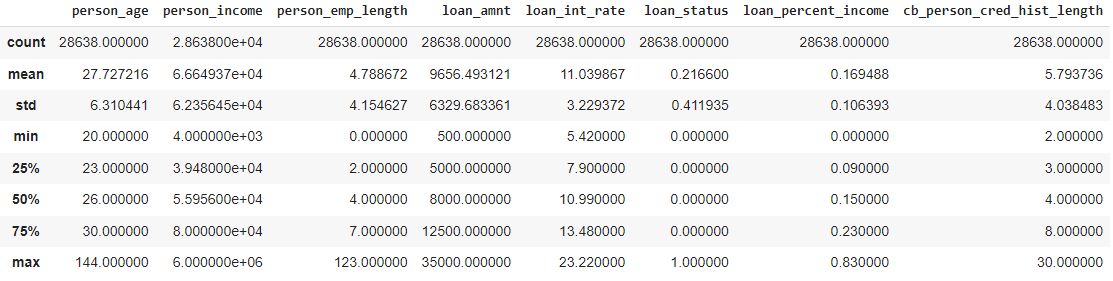 person_age person_income person_emp_length loan_amnt loan_int_rate loan_status loan_percent_income cb_person_cred_hist_length
count 28638.000000 2.863800e+04 28638.000000 28638.000000 28638.000000 28638.000000 28638.000000 28638.000000
mean 27.727216 6.664937e+04 4.788672 9656.493121 11.039867 0.216600 0.169488 5.793736
std 6.310441 6.235645e+04 4.154627 6329.683361 3.229372 0.411935 0.106393 4.038483
min 20.000000 4.000000e+03 0.000000 500.000000 5.420000 0.000000 0.000000 2.000000
25% 23.000000 3.948000e+04 2.000000 5000.000000 7.900000 0.000000 0.090000 3.000000
50% 26.000000 5.595600e+04 4.000000 8000.000000 10.990000 0.000000 0.150000 4.000000
75% 30.000000 8.000000e+04 7.000000 12500.000000 13.480000 0.000000 0.230000 8.000000
max 144.000000 6.000000e+06 123.000000 35000.000000 23.220000 1.000000 0.830000 30.000000